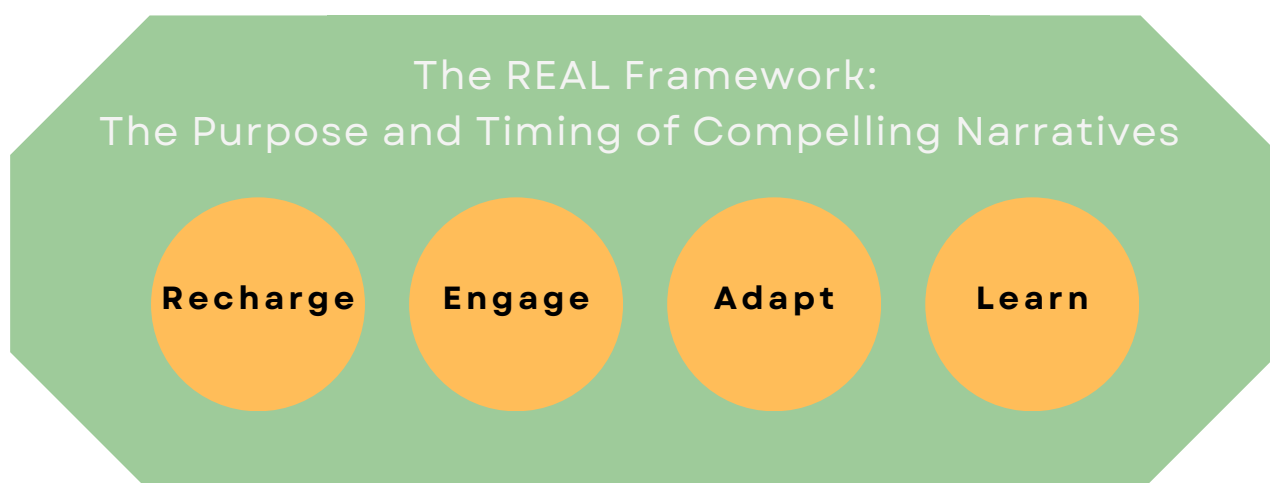 The REAL Framework:
The Purpose and Timing of Compelling Narratives
Recharge
Engage
Adapt
Learn